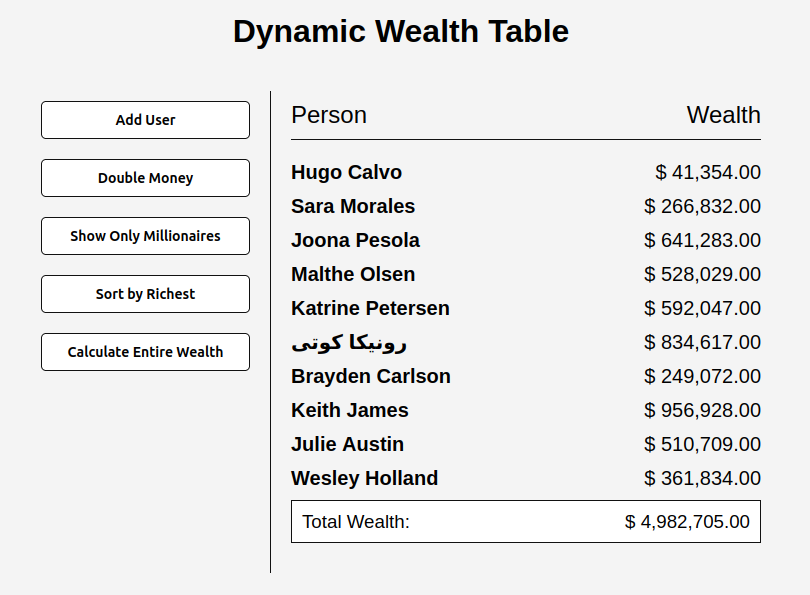 Dynamic Wealth Table
Add User
Double Money
Show Only Millionaires
Sort by Richest
Calculate Entire Wealth
Person Wealth
Hugo Calvo $ 41,354.00
Sara Morales $ 266,832.00
Joona Pesola $ 641,283.00
Malthe Olsen $ 528,029.00
Katrine Petersen $ 592,047.00
رونیکا کوتی $ 834,617.00
Brayden Carlson $ 249,072.00
Keith James $ 956,928.00
Julie Austin $ 510,709.00
Wesley Holland $ 361,834.00
Total Wealth: $ 4,982,705.00